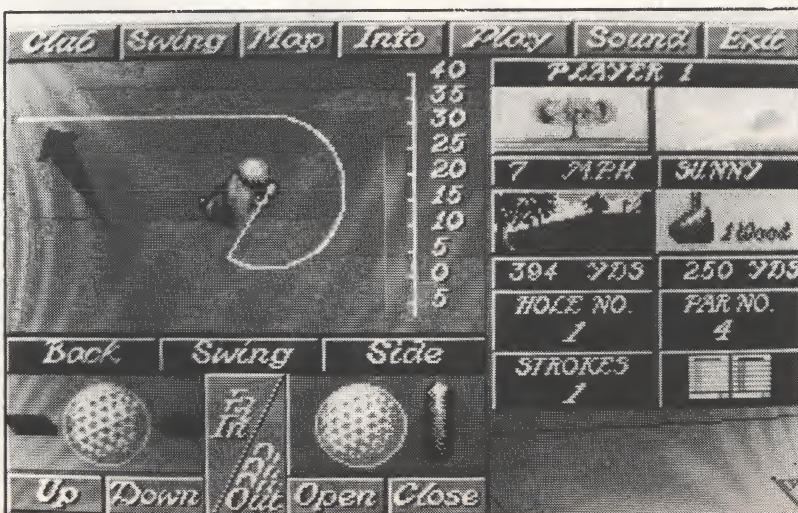 Club Swing Map Info Play Sound Exit
40
35
30
25
20
15
10
5
0
5
PLAYER 1
7 M.P.H. SUNNY
1 Wood
394 YDS 250 YDS
HOLE NO. PAR NO.
1 4
STROKES
1
Back Swing Side
In
Out
Up Down Open Close